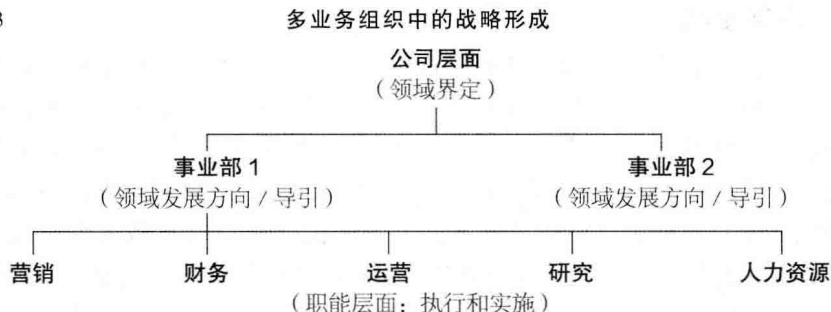 多业务组织中的战略形成
公司层面
（领域界定）
事业部 1 事业部 2
（领域发展方向 / 导引） （领域发展方向 / 导引）
营销 财务 运营 研究 人力资源
（职能层面：执行和实施）